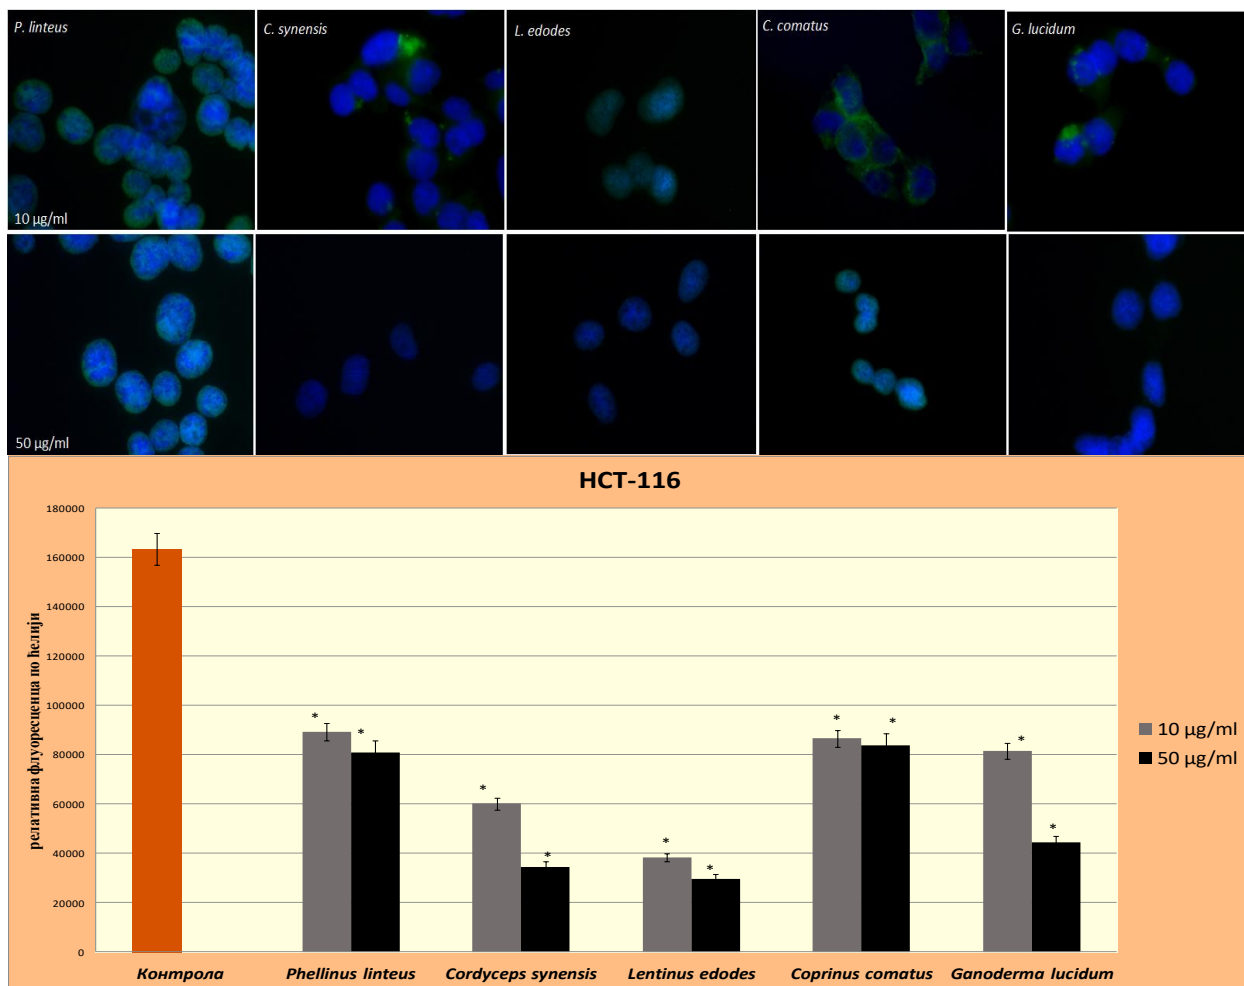 P. linteus
C. synensis
L. edodes
C. comatus
G. lucidum
10 µg/ml
50 µg/ml
HCT-116
релативна флуоресценца по ћелији
180000
160000
140000
120000
100000
80000
60000
40000
20000
0
* * * * * * * * * *
Контрола Phellinus linteus Cordyceps synensis Lentinus edodes Coprinus comatus Ganoderma lucidum
10 µg/ml
50 µg/ml